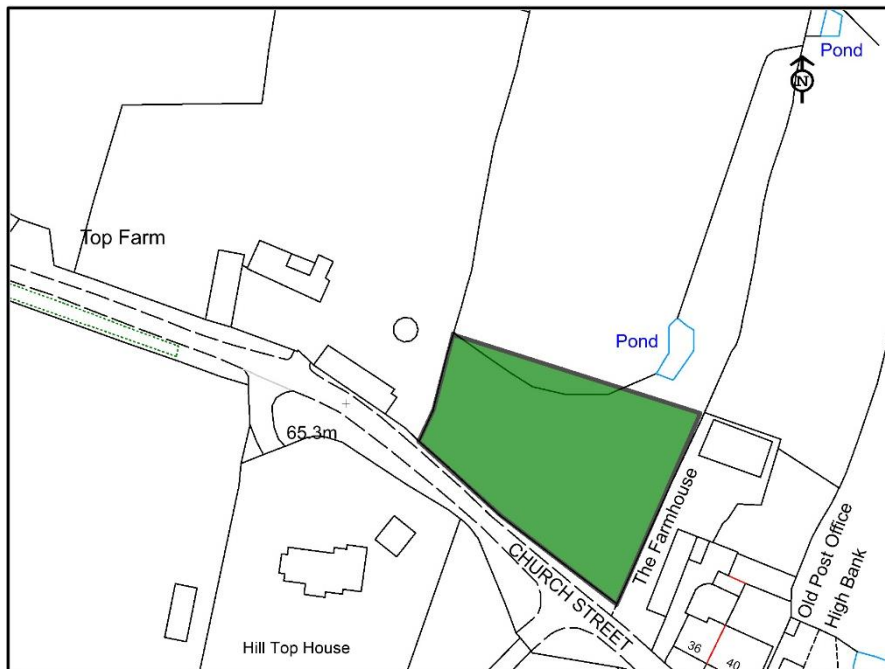 Pond
N
Top Farm
Pond
65.3m
The Farmhouse
CHURCH STREET
Old Post Office
High Bank
Hill Top House
36
40